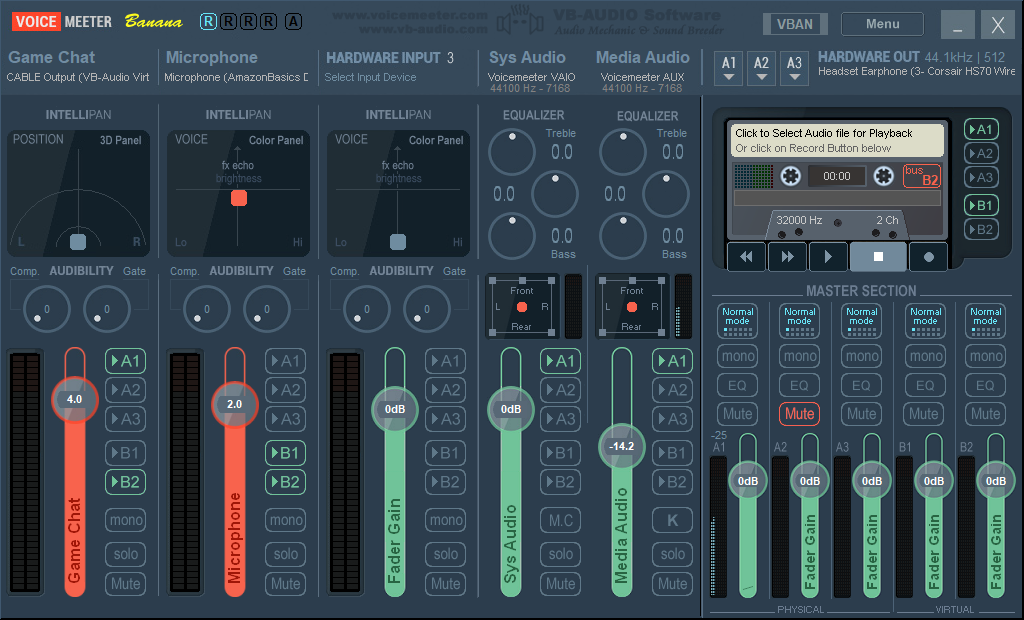 VOICE MEETER Banana R R R R A
www.voicemeeter.com
www.vb-audio.com
VB-AUDIO Software
Audio Mechanic & Sound Breeder
VBAN Menu _ X
Game Chat
CABLE Output (VB-Audio Virt
Microphone
Microphone (AmazonBasics D
HARDWARE INPUT 3
Select Input Device
Sys Audio
Voicemeeter VAIO
44100 Hz - 7168
Media Audio
Voicemeeter AUX
44100 Hz - 7168
A1 A2 A3
HARDWARE OUT 44.1kHz | 512
Headset Earphone (3- Corsair HS70 Wire
INTELLIPAN
POSITION 3D Panel
L R
INTELLIPAN
VOICE Color Panel
fx echo
brightness
Lo Hi
INTELLIPAN
VOICE Color Panel
fx echo
brightness
Lo Hi
EQUALIZER
Treble
0.0
0.0
0.0
Bass
EQUALIZER
Treble
0.0
0.0
0.0
Bass
Click to Select Audio file for Playback
Or click on Record Button below
00:00
bus
B2
32000 Hz 2 Ch
A1
A2
A3
B1
B2
Comp. AUDIBILITY Gate
0 0
Comp. AUDIBILITY Gate
0 0
Comp. AUDIBILITY Gate
0 0
Front
L R
Rear
Front
L R
Rear
4.0
Game Chat
A1
A2
A3
B1
B2
mono
solo
Mute
2.0
Microphone
A1
A2
A3
B1
B2
mono
solo
Mute
0dB
Fader Gain
A1
A2
A3
B1
B2
mono
solo
Mute
0dB
Sys Audio
A1
A2
A3
B1
B2
M.C
solo
Mute
-14.2
Media Audio
A1
A2
A3
B1
B2
K
solo
Mute
MASTER SECTION
Normal mode Normal mode Normal mode Normal mode Normal mode
mono mono mono mono mono
EQ EQ EQ EQ EQ
Mute Mute Mute Mute Mute
-25
A1 A2 A3 B1 B2
0dB 0dB 0dB 0dB 0dB
Fader Gain Fader Gain Fader Gain Fader Gain
PHYSICAL VIRTUAL